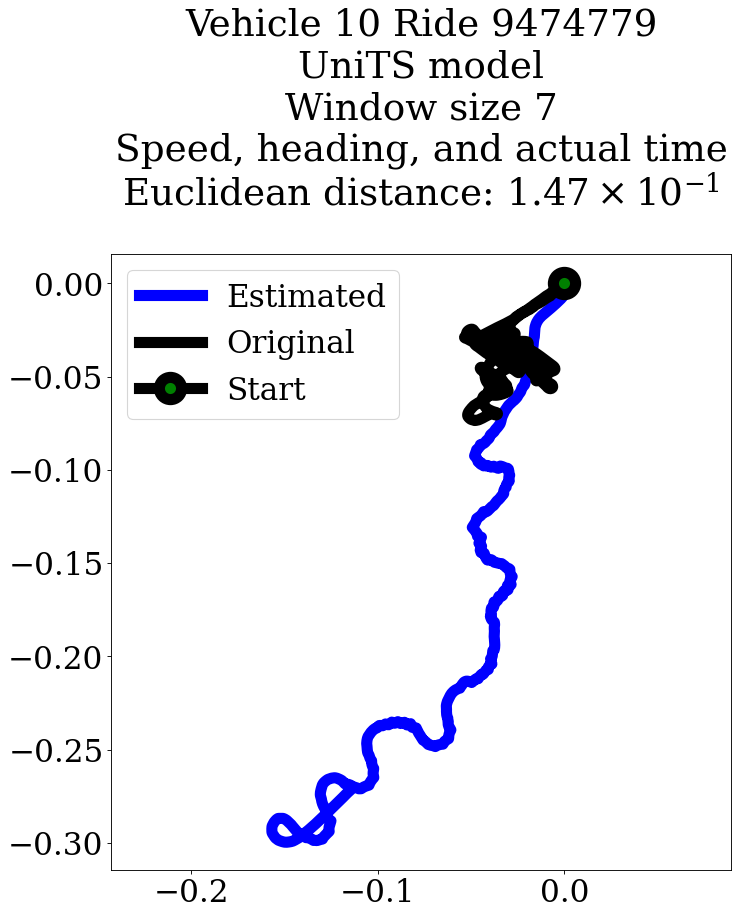 Vehicle 10 Ride 9474779
UniTS model
Window size 7
Speed, heading, and actual time
Euclidean distance: 1.47 × 10⁻¹
Estimated
Original
Start
0.00
−0.05
−0.10
−0.15
−0.20
−0.25
−0.30
−0.2
−0.1
0.0